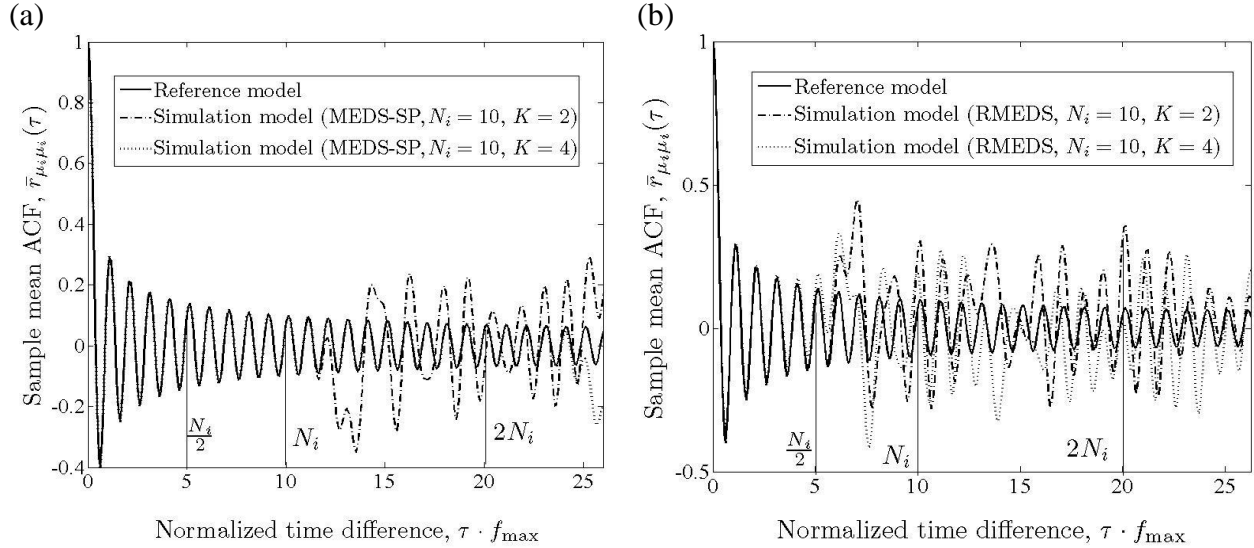 (a)
1
0.8
0.6
0.4
0.2
0
-0.2
-0.4
Sample mean ACF, r̄_{μ_iμ_i}(τ)
Reference model
Simulation model (MEDS-SP, N_i = 10, K = 2)
Simulation model (MEDS-SP, N_i = 10, K = 4)
N_i/2
N_i
2N_i
0 5 10 15 20 25
Normalized time difference, τ · f_max
(b)
1
0.5
0
-0.5
Sample mean ACF, r̄_{μ_iμ_i}(τ)
Reference model
Simulation model (RMEDS, N_i = 10, K = 2)
Simulation model (RMEDS, N_i = 10, K = 4)
N_i/2
N_i
2N_i
0 5 10 15 20 25
Normalized time difference, τ · f_max